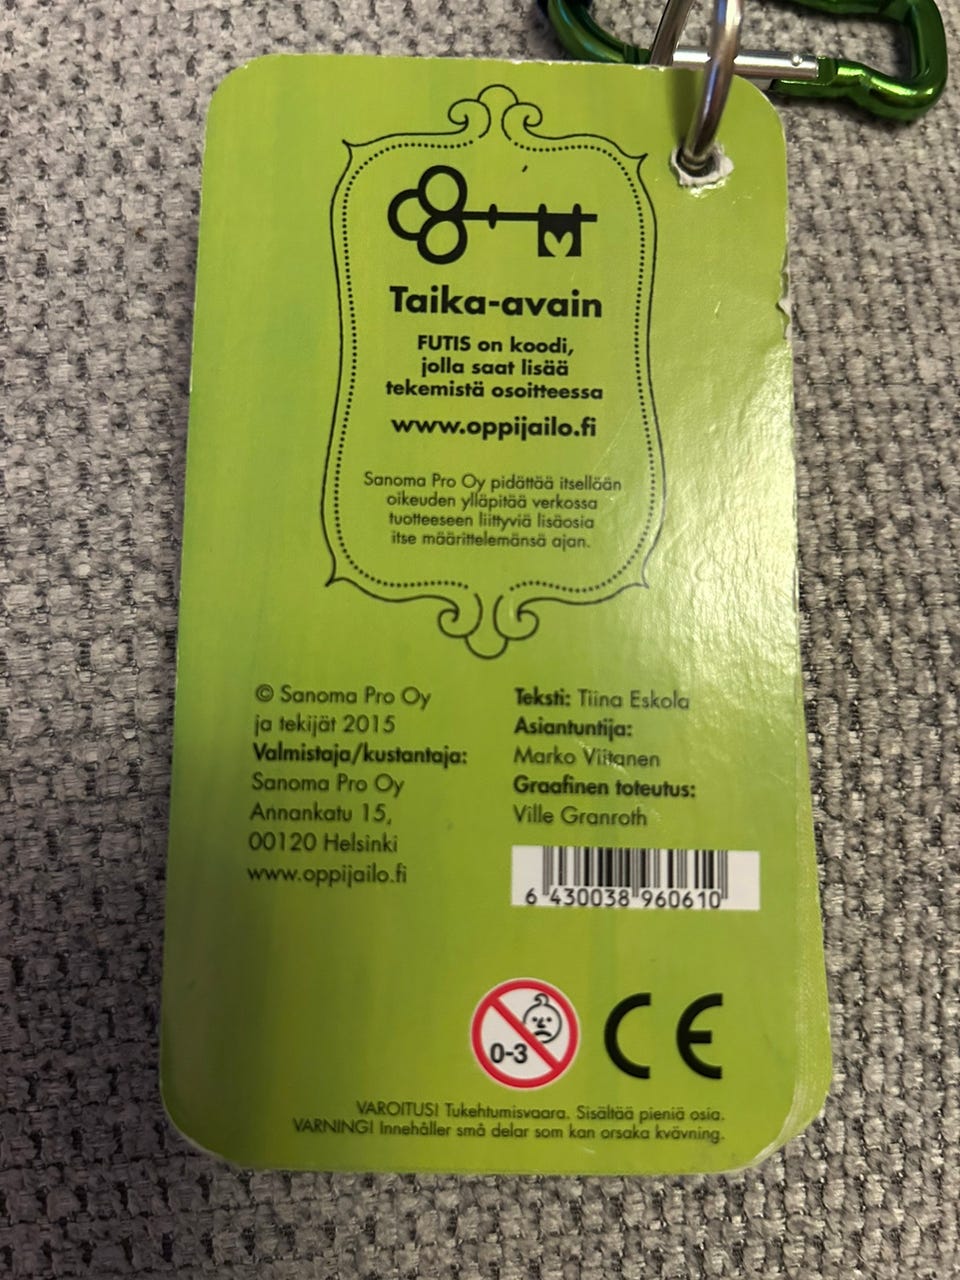 Taika-avain
FUTIS on koodi,
jolla saat lisää
tekemistä osoitteessa
www.oppijailo.fi
Sanoma Pro Oy pidättää itsellään
oikeuden ylläpitää verkossa
tuotteeseen liittyviä lisäosia
itse määrittelemänsä ajan.
© Sanoma Pro Oy
ja tekijät 2015
Valmistaja/kustantaja:
Sanoma Pro Oy
Annankatu 15,
00120 Helsinki
www.oppijailo.fi
Teksti: Tiina Eskola
Asiantuntija:
Marko Viitanen
Graafinen toteutus:
Ville Granroth
6 430038 960610
0-3
CE
VAROITUS! Tukehtumisvaara. Sisältää pieniä osia.
VARNING! Innehåller små delar som kan orsaka kvävning.